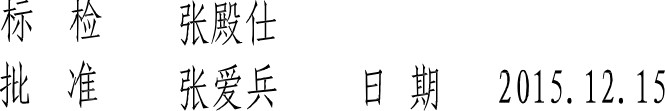 标 检 张殿仕
批 准 张爱兵 日 期 2015.12.15